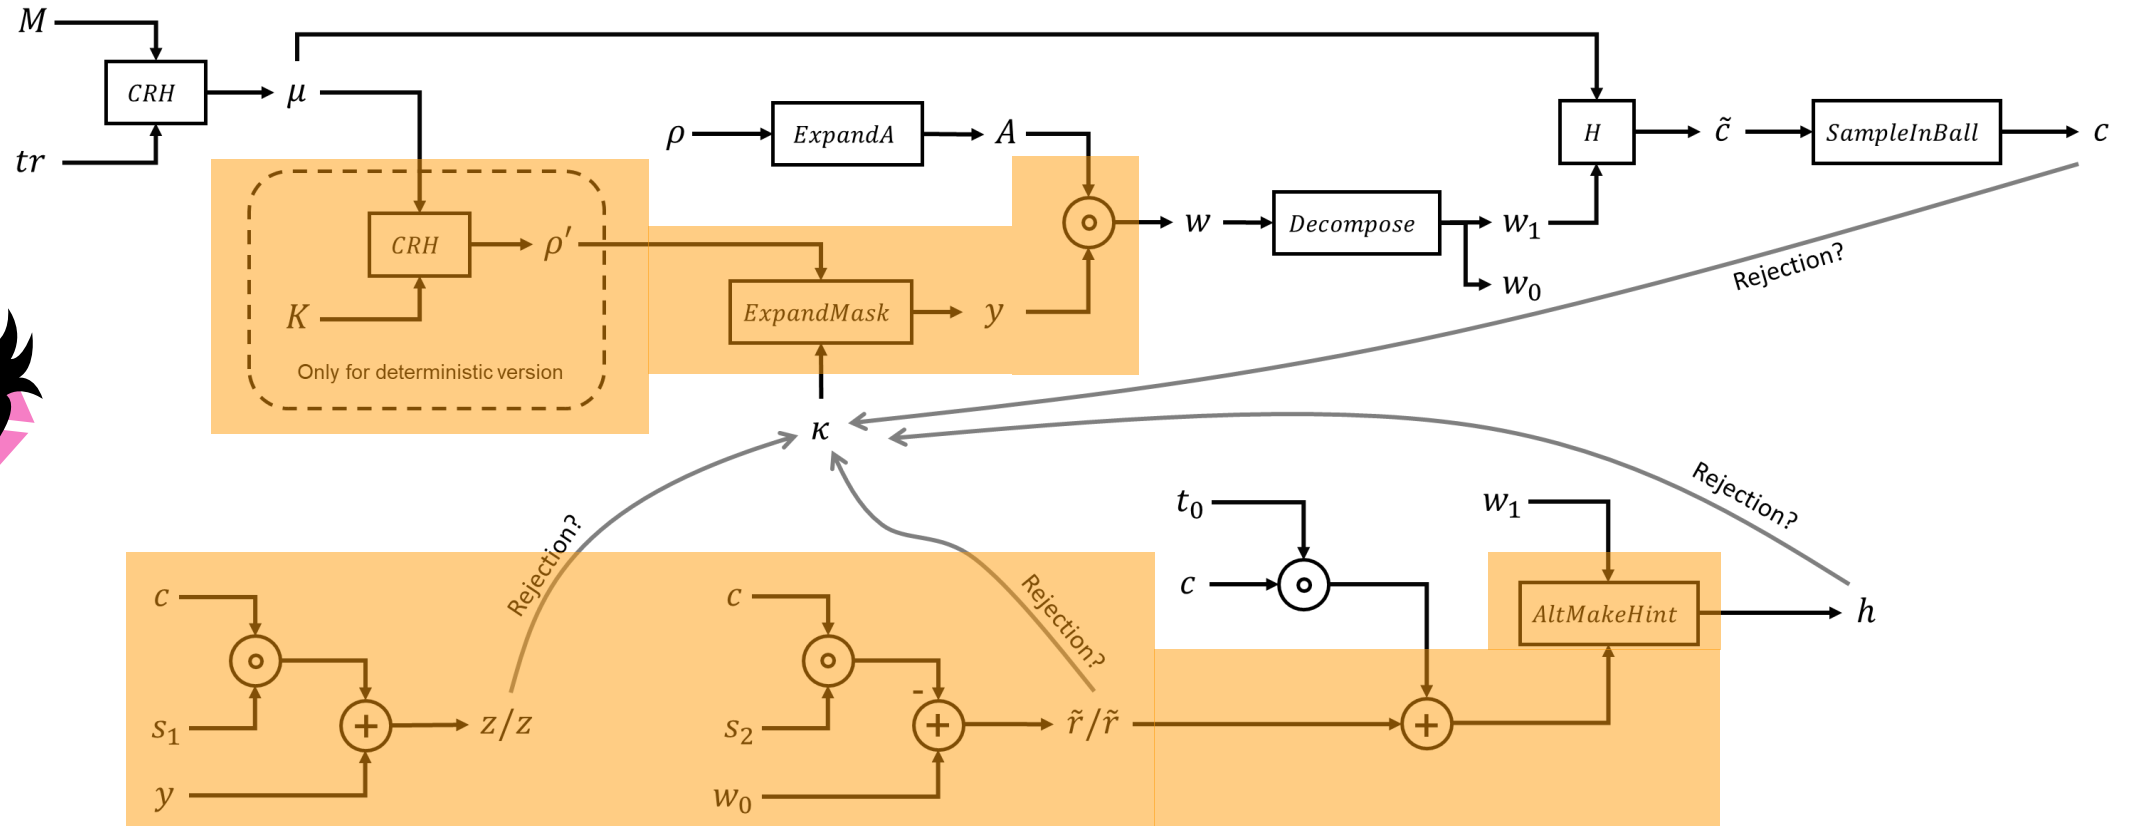 M
CRH
μ
tr
ρ
ExpandA
A
H
c̃
SampleInBall
c
CRH
ρ′
K
Only for deterministic version
ExpandMask
y
w
Decompose
w₁
w₀
Rejection?
κ
Rejection?
Rejection?
Rejection?
c
s₁
+
z/z
y
c
s₂
-
+
r̃/r̃
w₀
t₀
c
+
w₁
AltMakeHint
h